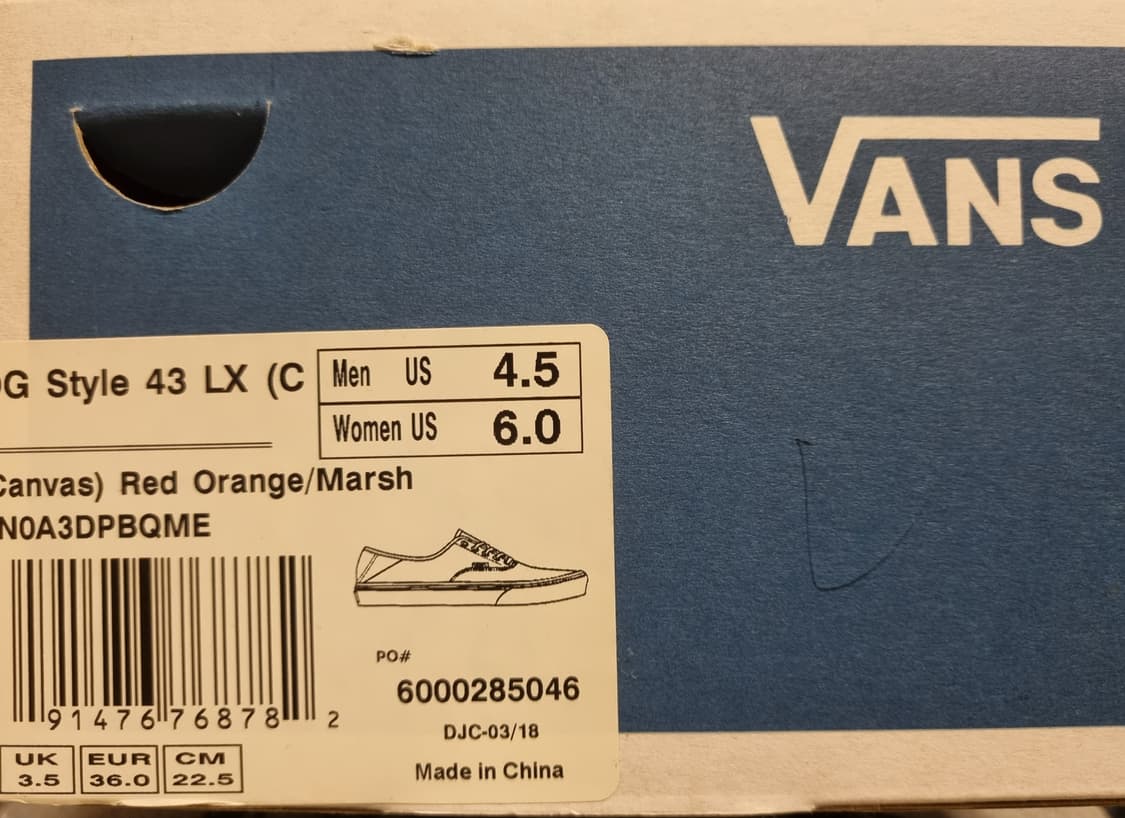 VANS
G Style 43 LX (C
Men US 4.5
Women US 6.0
Canvas) Red Orange/Marsh
N0A3DPBQME
91476 76878 2
PO#
6000285046
DJC-03/18
Made in China
UK EUR CM
3.5 36.0 22.5